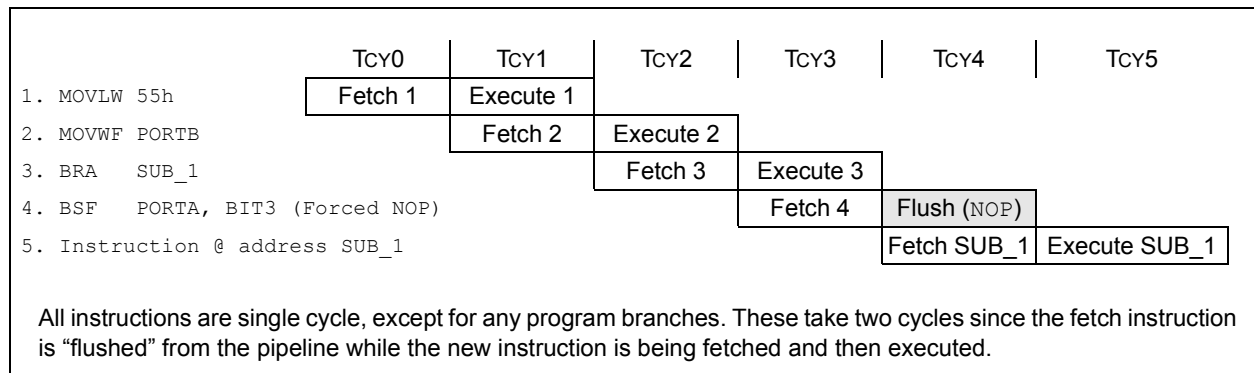 TCY0 TCY1 TCY2 TCY3 TCY4 TCY5
1. MOVLW 55h Fetch 1 Execute 1
2. MOVWF PORTB Fetch 2 Execute 2
3. BRA SUB_1 Fetch 3 Execute 3
4. BSF PORTA, BIT3 (Forced NOP) Fetch 4 Flush (NOP)
5. Instruction @ address SUB_1 Fetch SUB_1 Execute SUB_1
All instructions are single cycle, except for any program branches. These take two cycles since the fetch instruction
is “flushed” from the pipeline while the new instruction is being fetched and then executed.